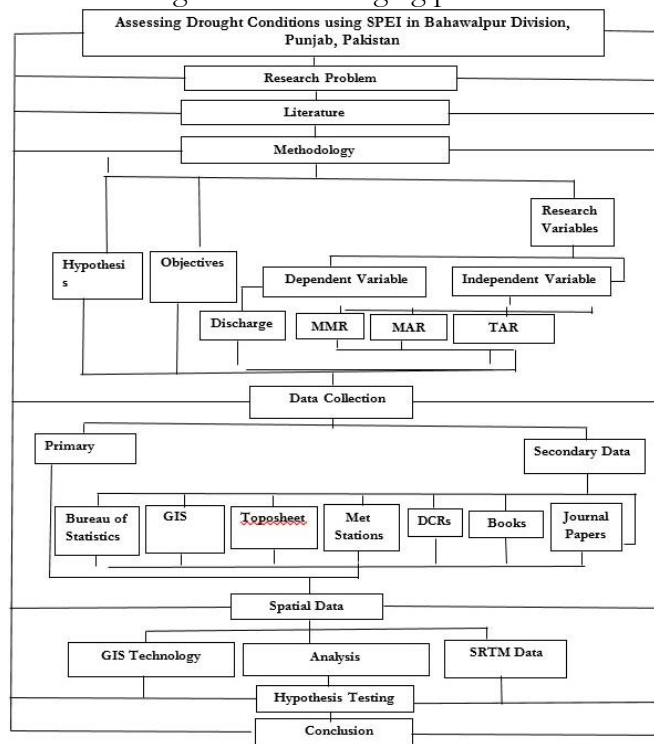 Assessing Drought Conditions using SPEI in Bahawalpur Division,
Punjab, Pakistan
Research Problem
Literature
Methodology
Research
Variables
Hypothesi
s
Objectives
Dependent Variable
Independent Variable
Discharge
MMR
MAR
TAR
Data Collection
Primary
Secondary Data
Bureau of
Statistics
GIS
Toposheet
Met
Stations
DCRs
Books
Journal
Papers
Spatial Data
GIS Technology
Analysis
SRTM Data
Hypothesis Testing
Conclusion